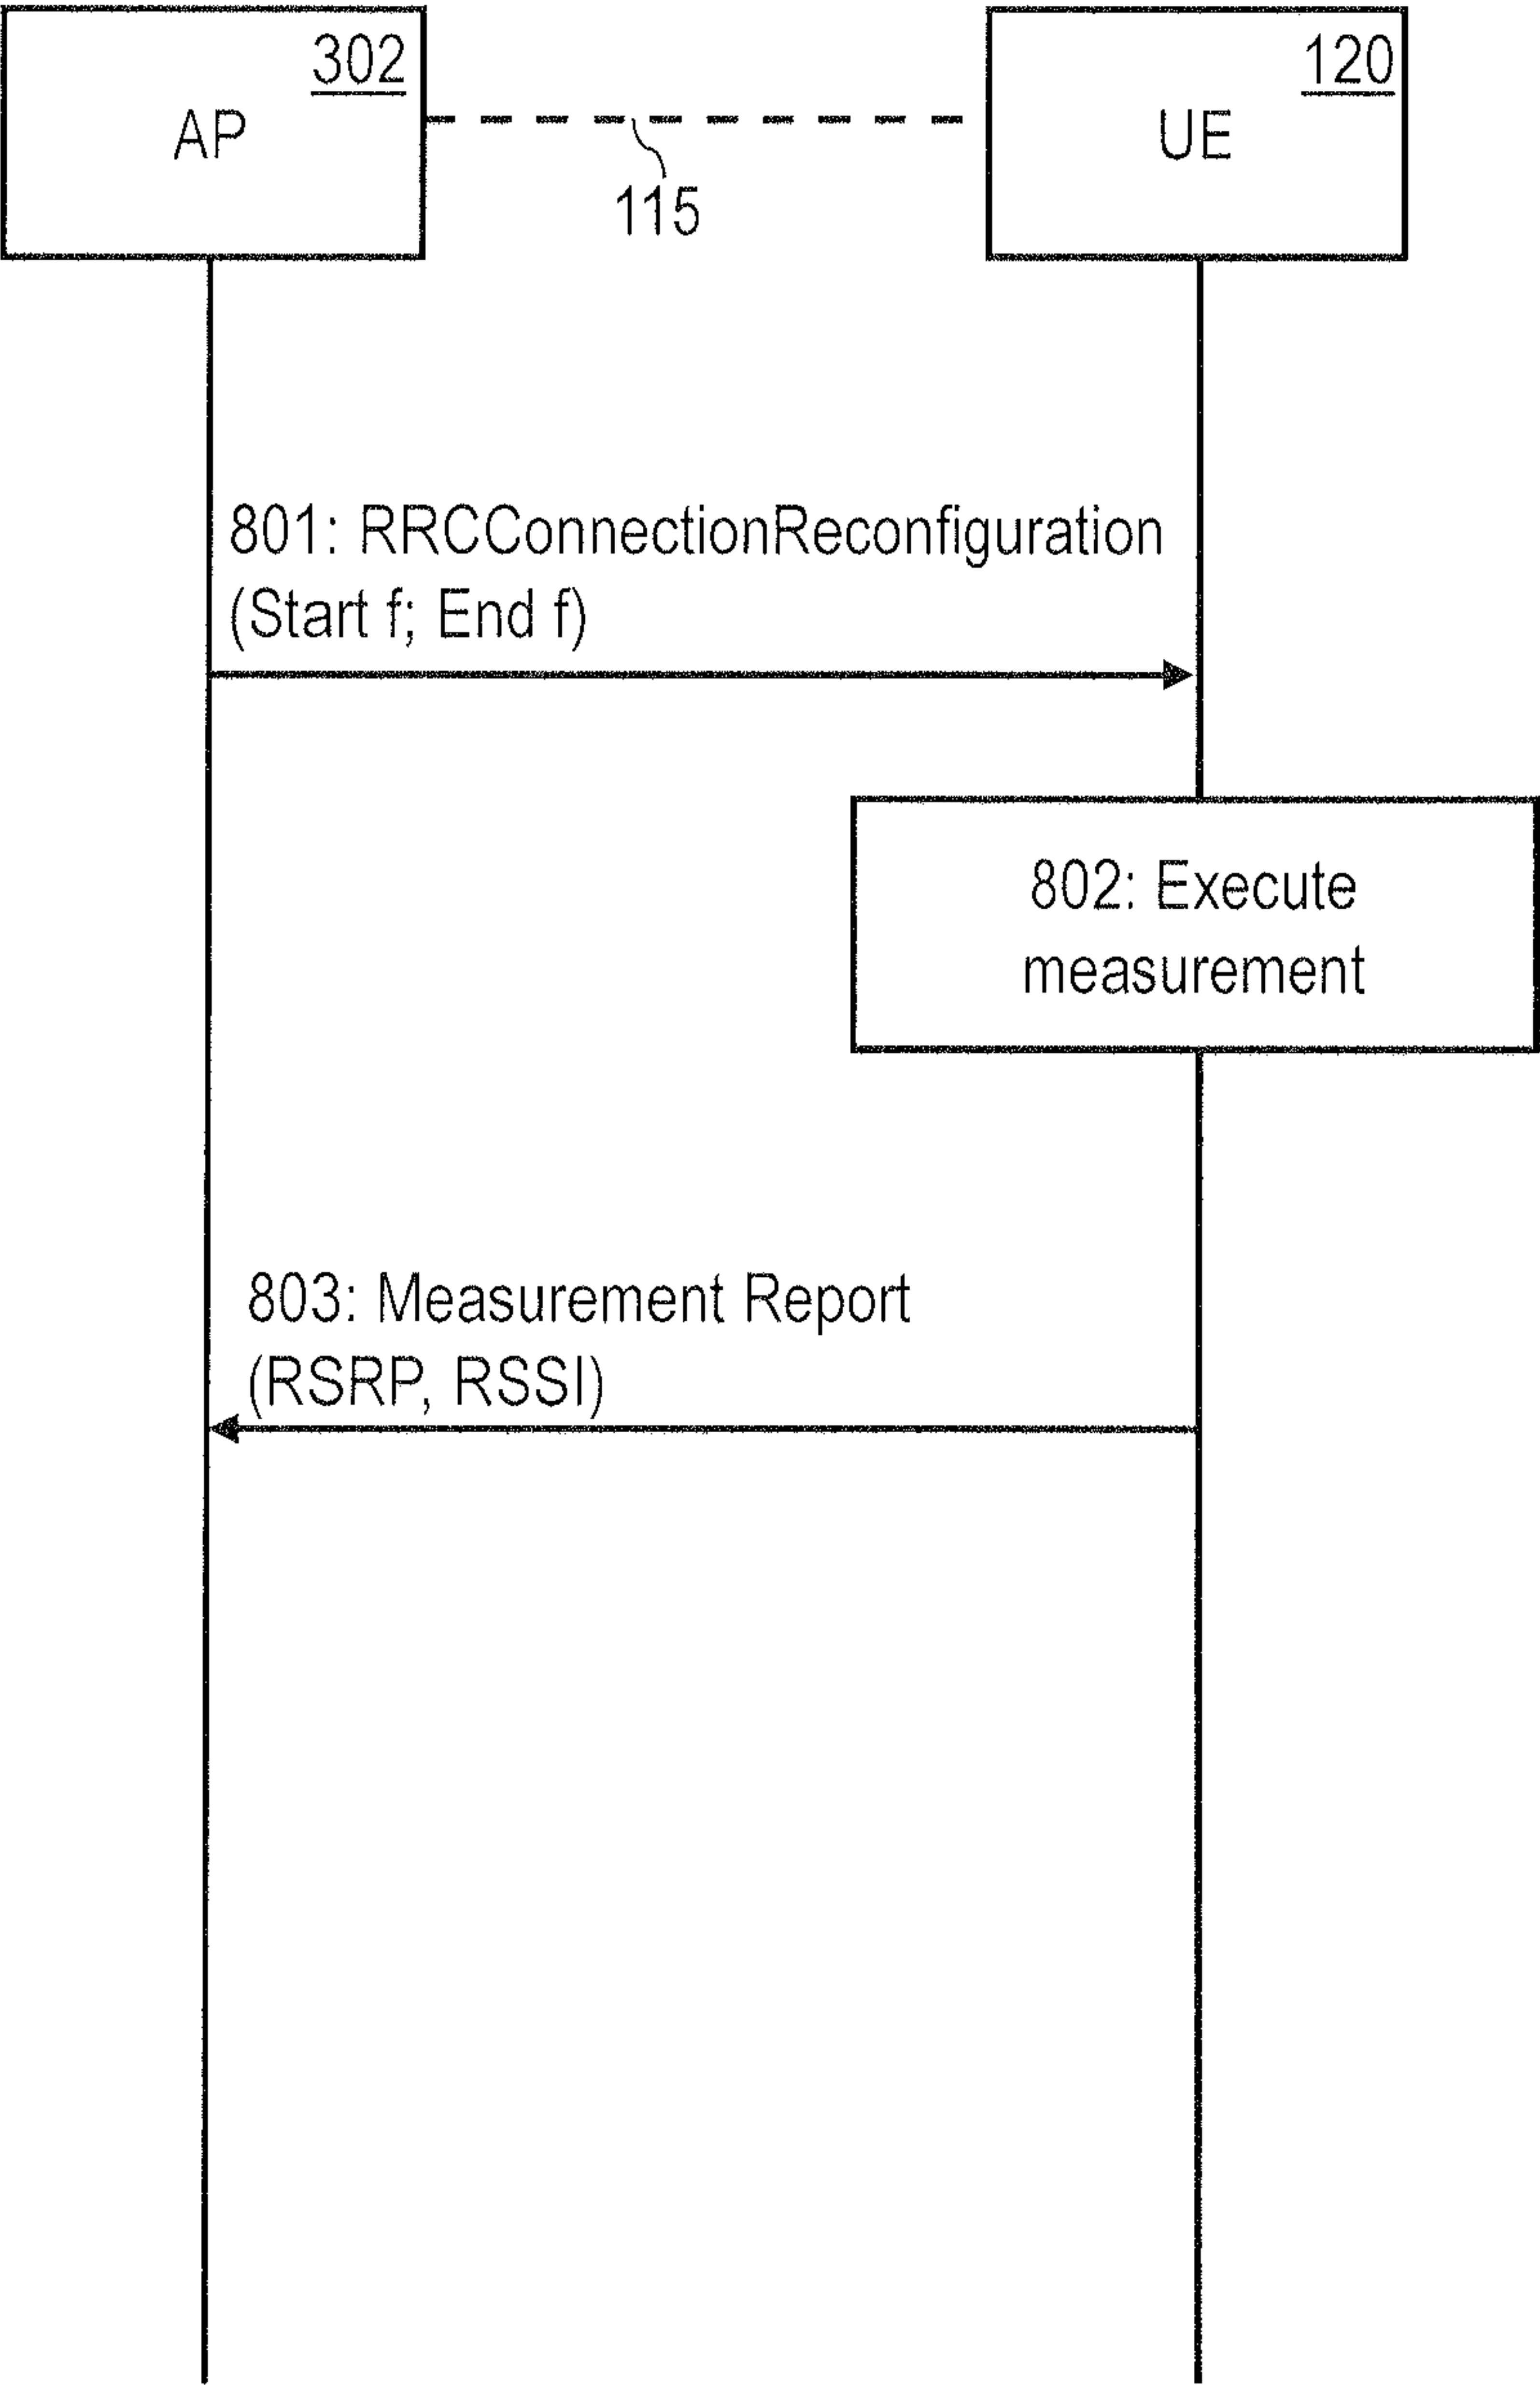 302
AP
120
UE
115
801: RRCConnectionReconfiguration
(Start f; End f)
802: Execute
measurement
803: Measurement Report
(RSRP, RSSI)